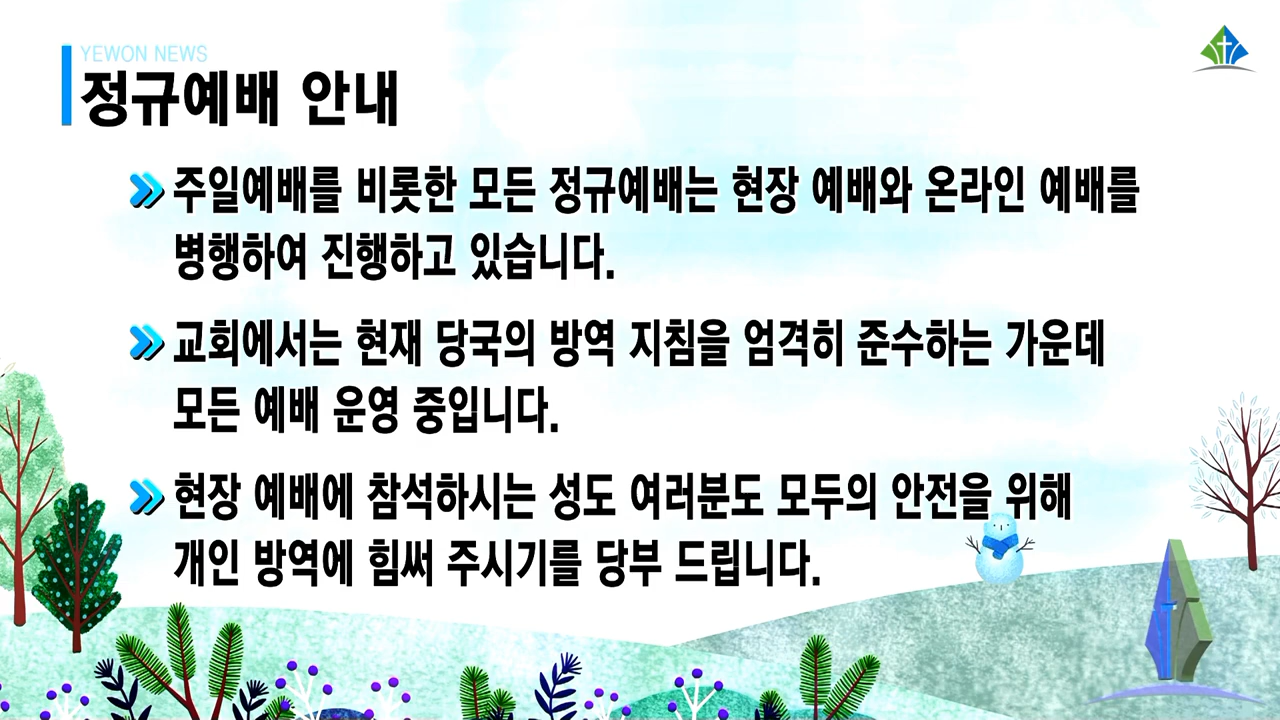 YEWON NEWS
정규예배 안내
주일예배를 비롯한 모든 정규예배는 현장 예배와 온라인 예배를
병행하여 진행하고 있습니다.
교회에서는 현재 당국의 방역 지침을 엄격히 준수하는 가운데
모든 예배 운영 중입니다.
현장 예배에 참석하시는 성도 여러분도 모두의 안전을 위해
개인 방역에 힘써 주시기를 당부 드립니다.